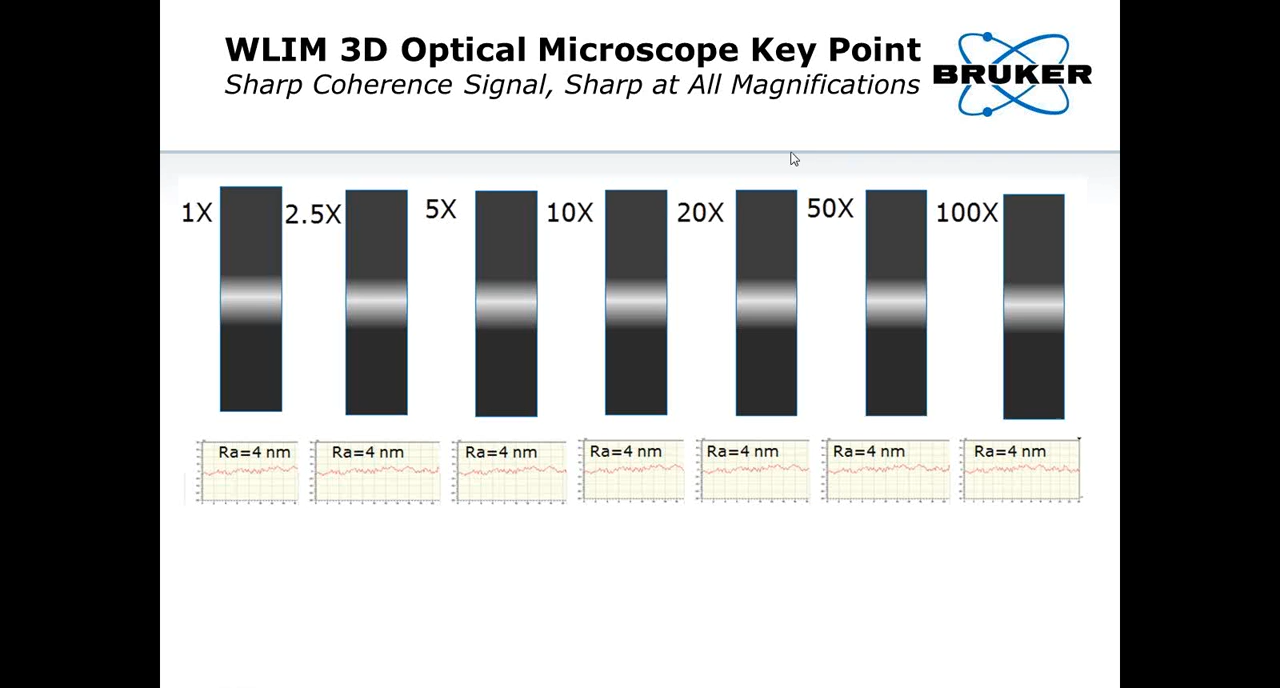 WLIM 3D Optical Microscope Key Point
Sharp Coherence Signal, Sharp at All Magnifications
BRUKER
1X
2.5X
5X
10X
20X
50X
100X
Ra=4 nm
Ra=4 nm
Ra=4 nm
Ra=4 nm
Ra=4 nm
Ra=4 nm
Ra=4 nm